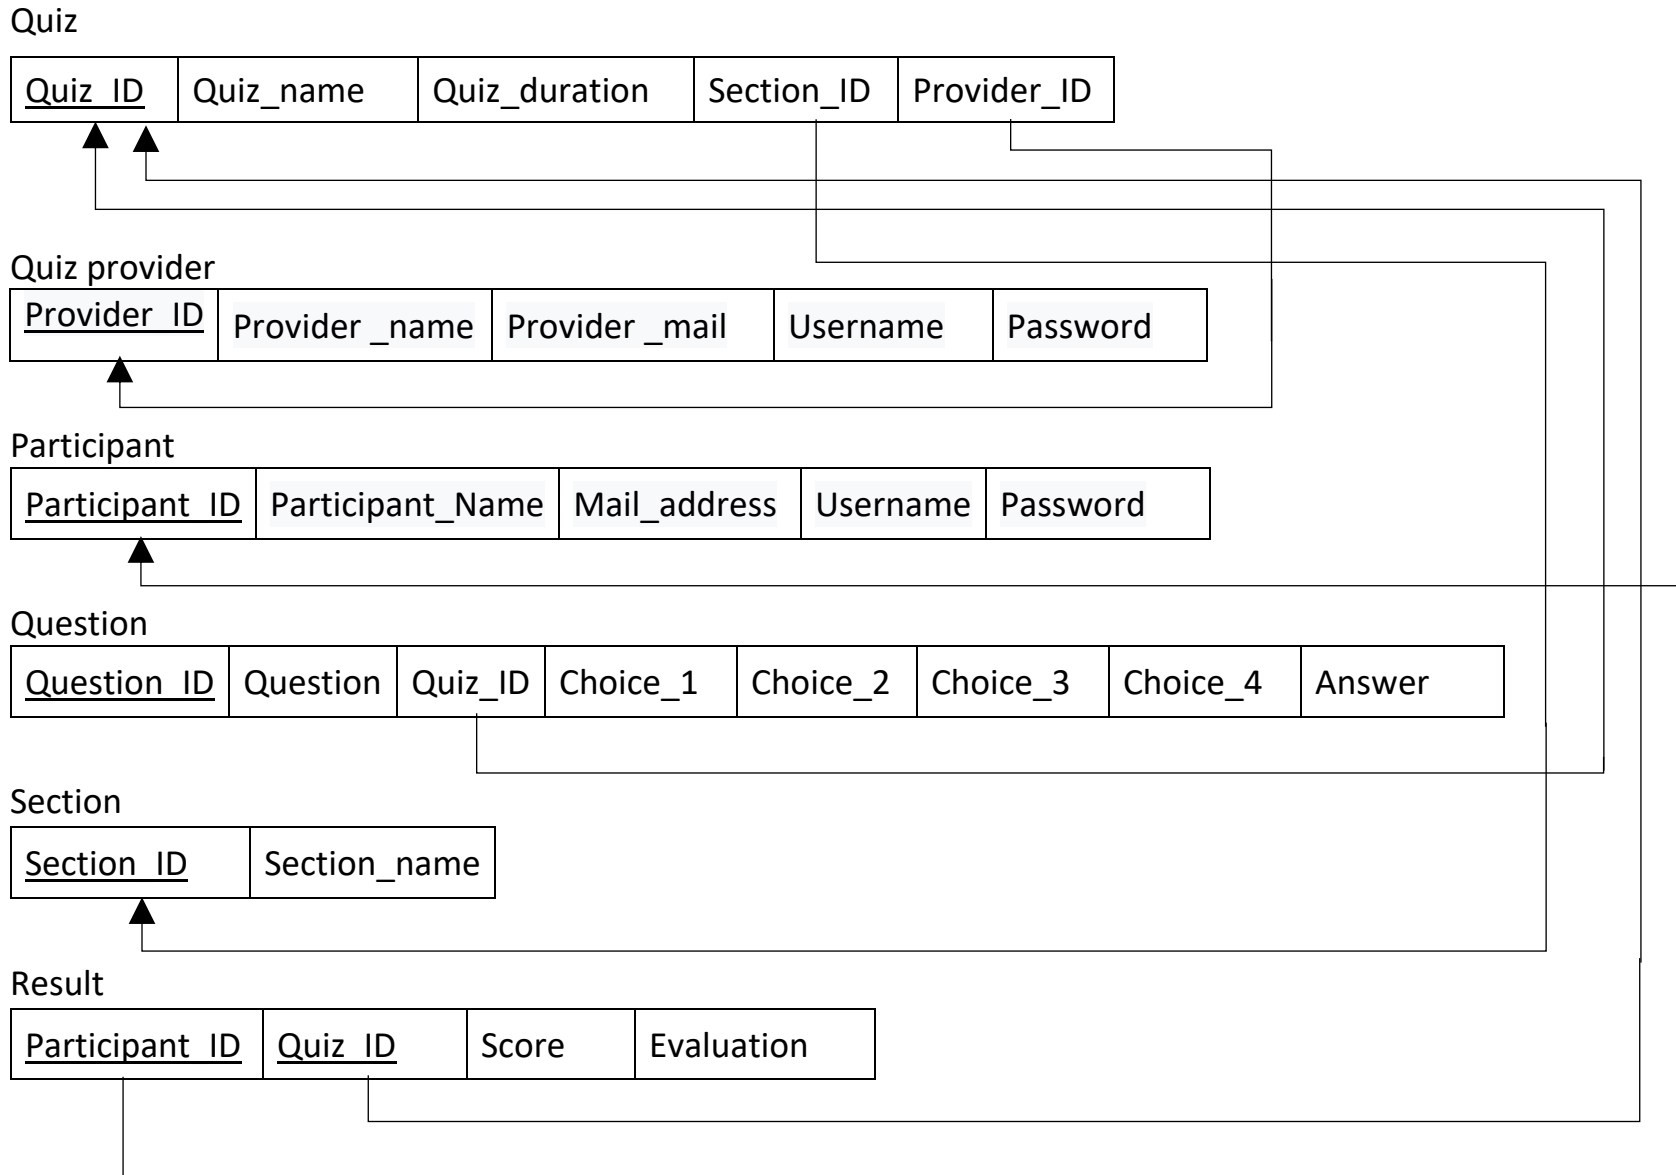 Quiz
Quiz_ID Quiz_name Quiz_duration Section_ID Provider_ID
Quiz provider
Provider_ID Provider _name Provider _mail Username Password
Participant
Participant_ID Participant_Name Mail_address Username Password
Question
Question_ID Question Quiz_ID Choice_1 Choice_2 Choice_3 Choice_4 Answer
Section
Section_ID Section_name
Result
Participant_ID Quiz_ID Score Evaluation